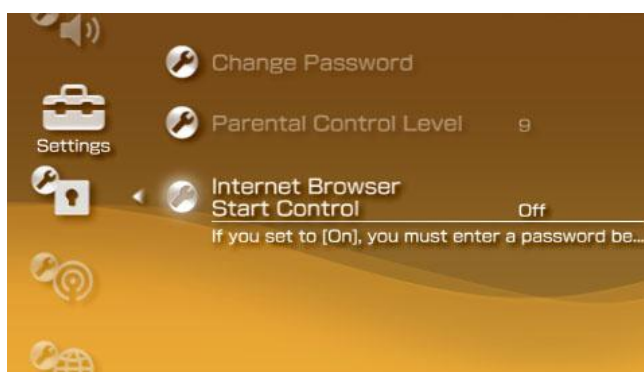 Change Password
Parental Control Level 9
Settings
Internet Browser
Start Control Off
If you set to [On], you must enter a password be...